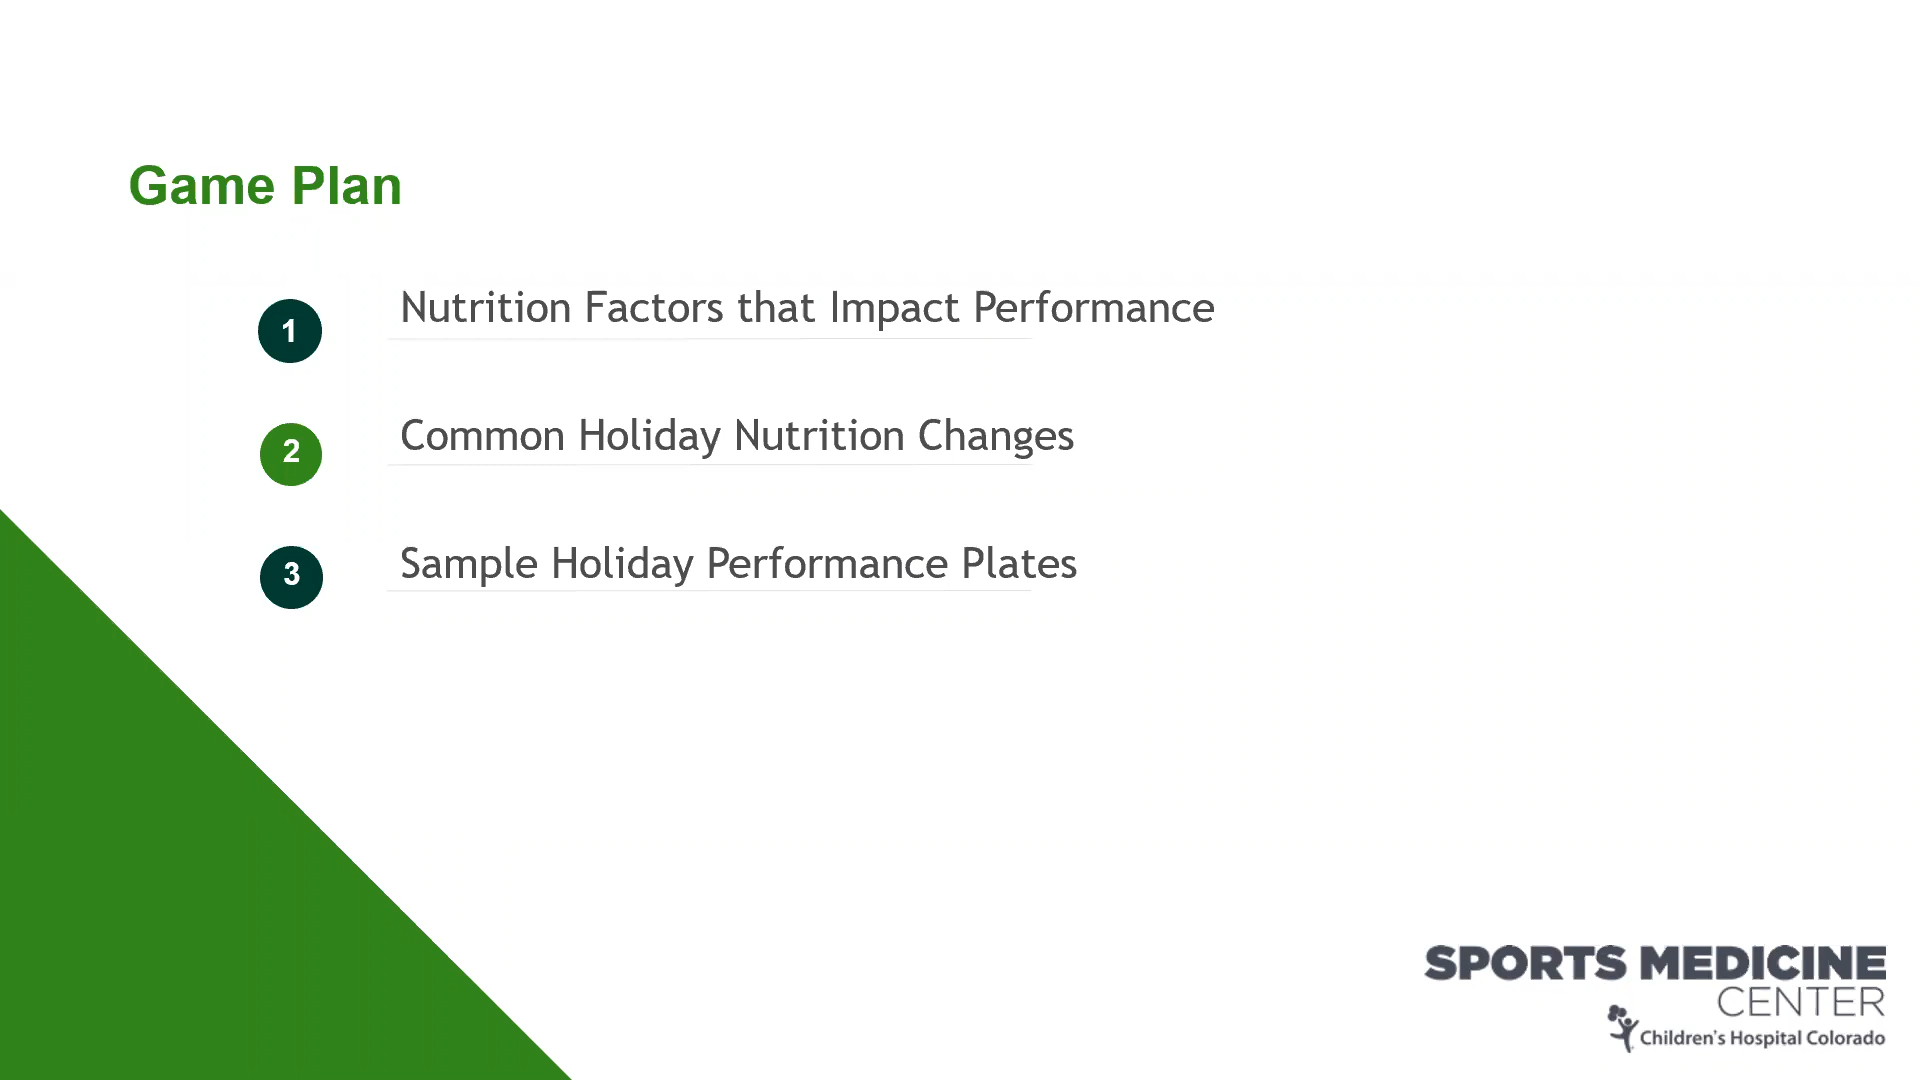 Game Plan
1
Nutrition Factors that Impact Performance
2
Common Holiday Nutrition Changes
3
Sample Holiday Performance Plates
SPORTS MEDICINE
CENTER
Children's Hospital Colorado